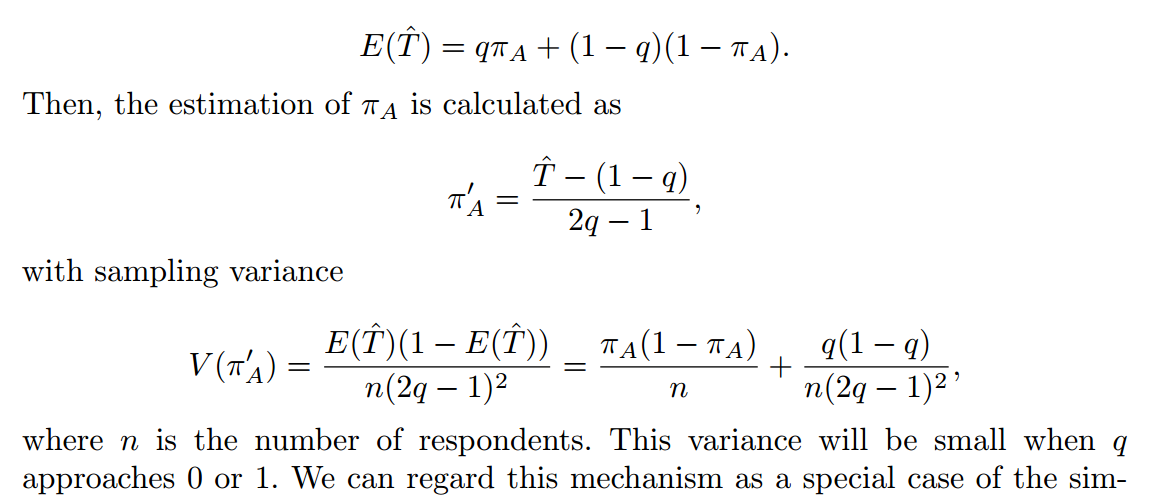 E(T̂) = qπ_A + (1 − q)(1 − π_A).
Then, the estimation of π_A is calculated as
π′_A = (T̂ − (1 − q)) / (2q − 1),
with sampling variance
V(π′_A) = E(T̂)(1 − E(T̂)) / n(2q − 1)² = π_A(1 − π_A) / n + q(1 − q) / n(2q − 1)²,
where n is the number of respondents. This variance will be small when q
approaches 0 or 1. We can regard this mechanism as a special case of the sim-